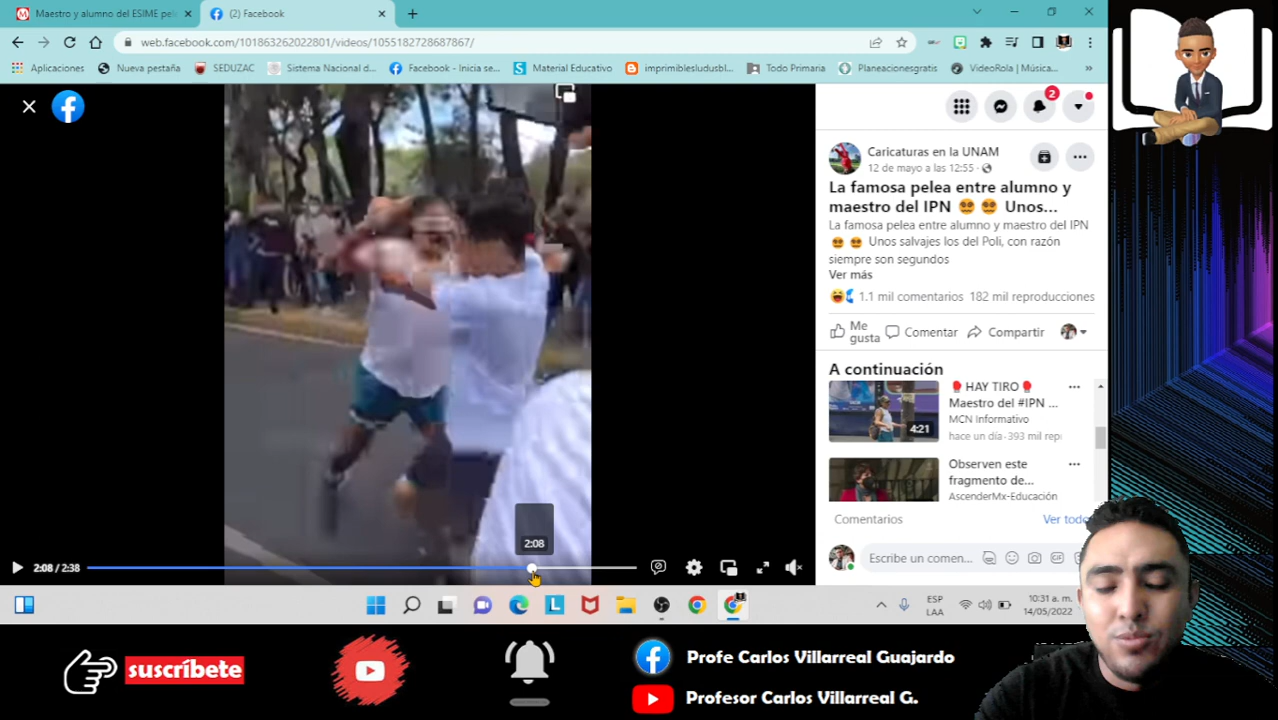 Maestro y alumno del ESIME pele
(2) Facebook
web.facebook.com/101863262022801/videos/1055182728687867/
Aplicaciones
Nueva pestaña
SEDUZAC
Sistema Nacional d...
Facebook - Inicia se...
Material Educativo
imprimiblesludusbl...
Todo Primaria
Planeacionesgratis
VideoRola | Música...
»
2
Caricaturas en la UNAM
12 de mayo a las 12:55 ·
La famosa pelea entre alumno y
maestro del IPN 😵 😵 Unos...
La famosa pelea entre alumno y maestro del IPN
😵 😵 Unos salvajes los del Poli, con razón
siempre son segundos
Ver más
1.1 mil comentarios 182 mil reproducciones
Me gusta
Comentar
Compartir
A continuación
🥊 HAY TIRO 🥊
Maestro del #IPN ...
MCN Informativo
hace un día · 393 mil rep
4:21
Observen este
fragmento de...
AscenderMx-Educación
Comentarios
Ver todo
Escribe un comen...
GIF
2:08
2:08 / 2:38
ESP
LAA
10:31 a. m.
14/05/2022
suscríbete
Profe Carlos Villarreal Guajardo
Profesor Carlos Villarreal G.